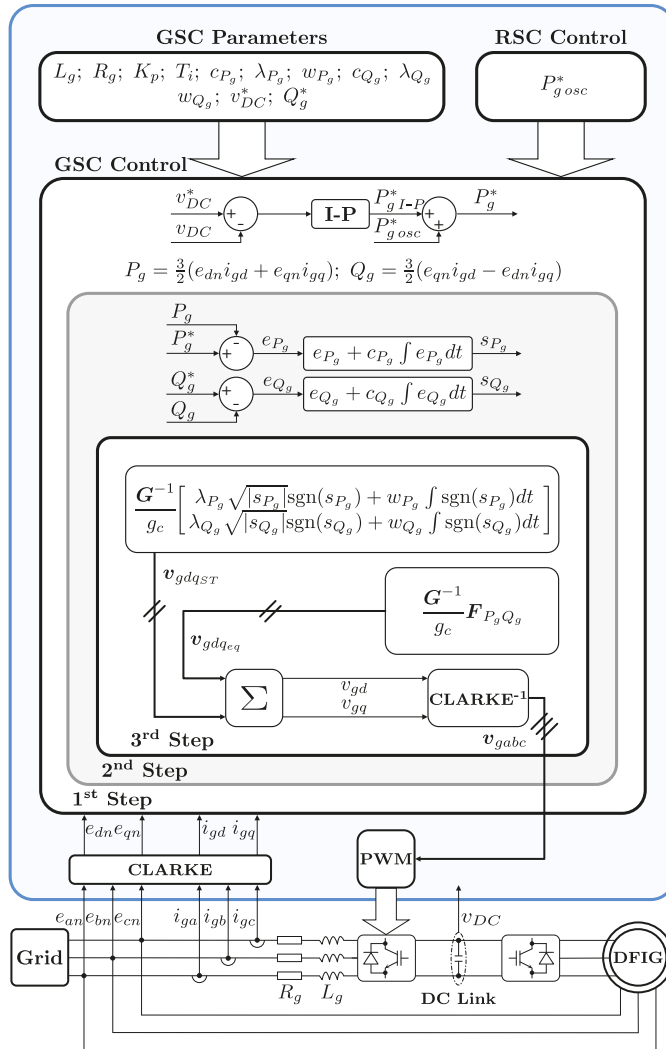 GSC Parameters
RSC Control
L_g; R_g; K_p; T_i; c_{P_g}; λ_{P_g}; w_{P_g}; c_{Q_g}; λ_{Q_g}
w_{Q_g}; v*_{DC}; Q*_g
P*_{g osc}
GSC Control
v*_{DC}
v_{DC}
+
-
I-P
P*_{g I-P}
P*_{g osc}
+
+
P*_g
P_g = 3/2(e_{dn}i_{gd} + e_{qn}i_{gq}); Q_g = 3/2(e_{qn}i_{gd} − e_{dn}i_{gq})
P_g
P*_g
-
+
e_{P_g}
e_{P_g} + c_{P_g} ∫ e_{P_g} dt
s_{P_g}
Q*_g
Q_g
+
-
e_{Q_g}
e_{Q_g} + c_{Q_g} ∫ e_{Q_g} dt
s_{Q_g}
G^{-1}/g_c [ λ_{P_g} √|s_{P_g}| sgn(s_{P_g}) + w_{P_g} ∫ sgn(s_{P_g})dt
λ_{Q_g} √|s_{Q_g}| sgn(s_{Q_g}) + w_{Q_g} ∫ sgn(s_{Q_g})dt ]
v_{gdq_{ST}}
G^{-1}/g_c F_{P_gQ_g}
v_{gdq_{eq}}
∑
v_{gd}
v_{gq}
CLARKE^{-1}
v_{gabc}
3rd Step
2nd Step
1st Step
e_{dn} e_{qn} i_{gd} i_{gq}
CLARKE
PWM
e_{an} e_{bn} e_{cn} i_{ga} i_{gb} i_{gc}
v_{DC}
Grid
R_g
L_g
DC Link
DFIG